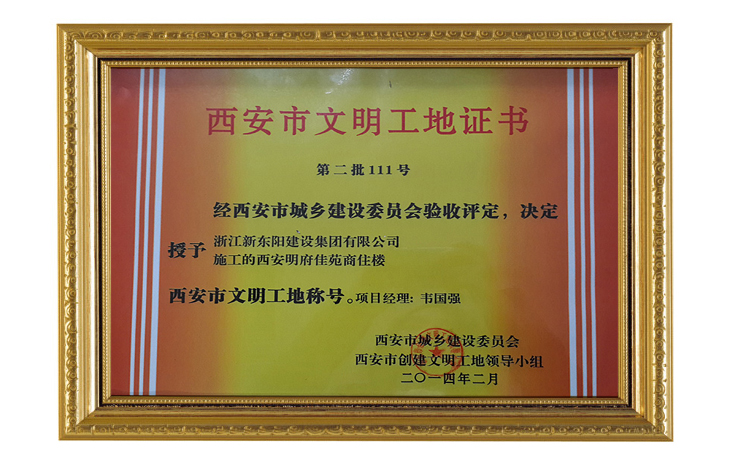 西安市文明工地证书
第二批111号
经西安市城乡建设委员会验收评定，决定
授予 浙江新东阳建设集团有限公司
施工的西安明府佳苑商住楼
西安市文明工地称号。项目经理: 韦国强
西安市城乡建设委员会
西安市创建文明工地领导小组
二〇一四年二月